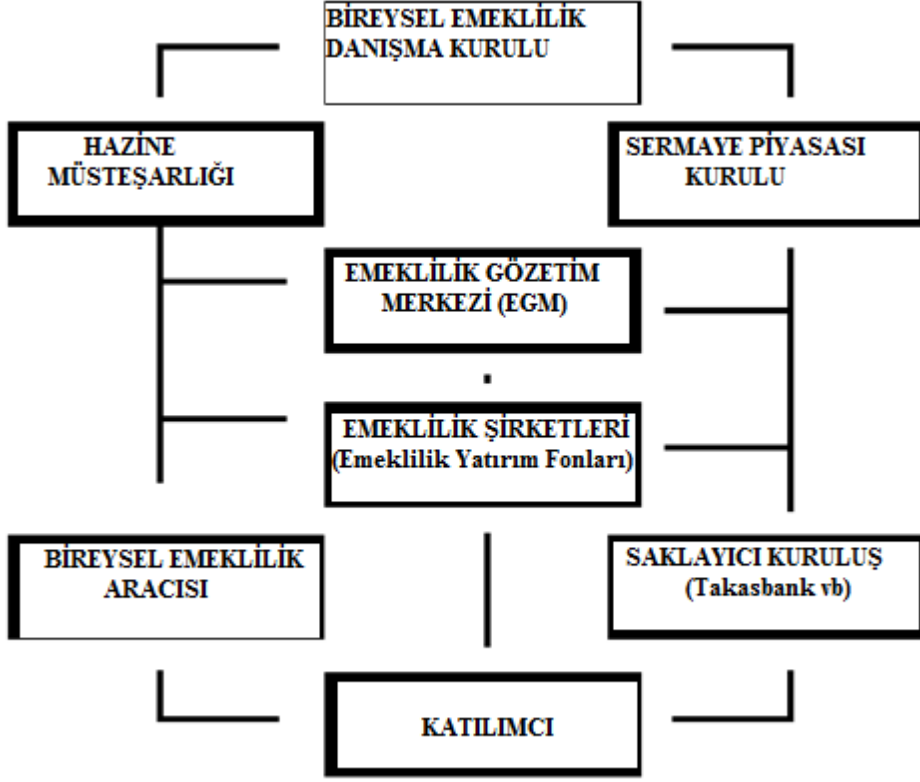 BİREYSEL EMEKLİLİK
DANIŞMA KURULU
HAZİNE
MÜSTEŞARLIĞI
SERMAYE PİYASASI
KURULU
EMEKLİLİK GÖZETİM
MERKEZİ (EGM)
EMEKLİLİK ŞİRKETLERİ
(Emeklilik Yatırım Fonları)
BİREYSEL EMEKLİLİK
ARACISI
SAKLAYICI KURULUŞ
(Takasbank vb)
KATILIMCI